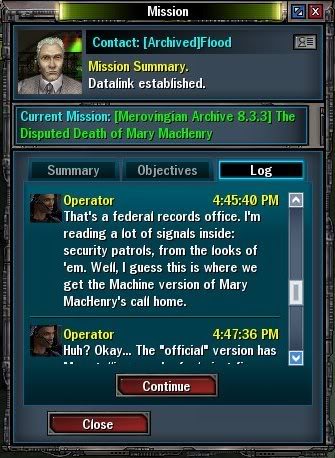 Mission
Contact: [Archived]Flood
Mission Summary.
Datalink established.
Current Mission: [Merovingian Archive 8.3.3] The
Disputed Death of Mary MacHenry
Summary
Objectives
Log
Operator 4:45:40 PM
That's a federal records office. I'm
reading a lot of signals inside:
security patrols, from the looks of
'em. Well, I guess this is where we
get the Machine version of Mary
MacHenry's call home.
Operator 4:47:36 PM
Huh? Okay... The "official" version has
Continue
Close